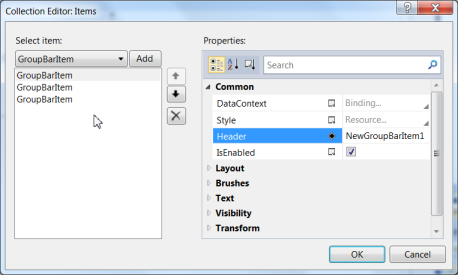 Collection Editor: Items
Select item:
GroupBarItem
Add
GroupBarItem
GroupBarItem
GroupBarItem
Properties:
Search
Common
DataContext Binding...
Style Resource...
Header NewGroupBarItem1
IsEnabled
Layout
Brushes
Text
Visibility
Transform
OK Cancel